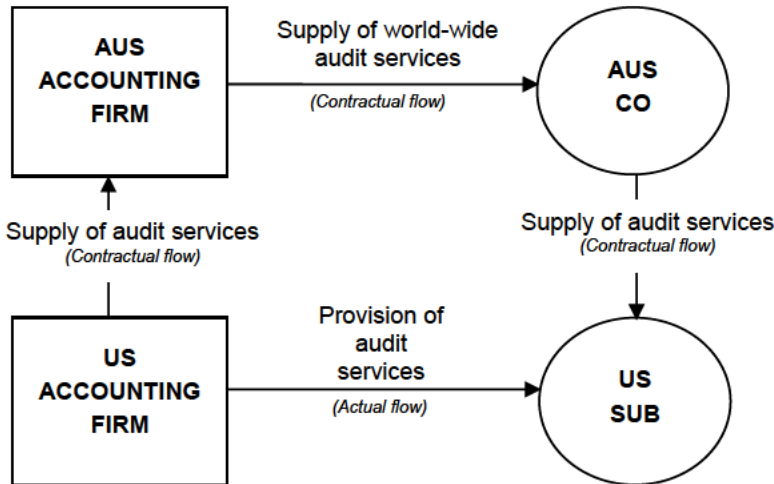 AUS
ACCOUNTING
FIRM
Supply of world-wide
audit services
(Contractual flow)
AUS
CO
Supply of audit services
(Contractual flow)
Supply of audit services
(Contractual flow)
US
ACCOUNTING
FIRM
Provision of
audit
services
(Actual flow)
US
SUB